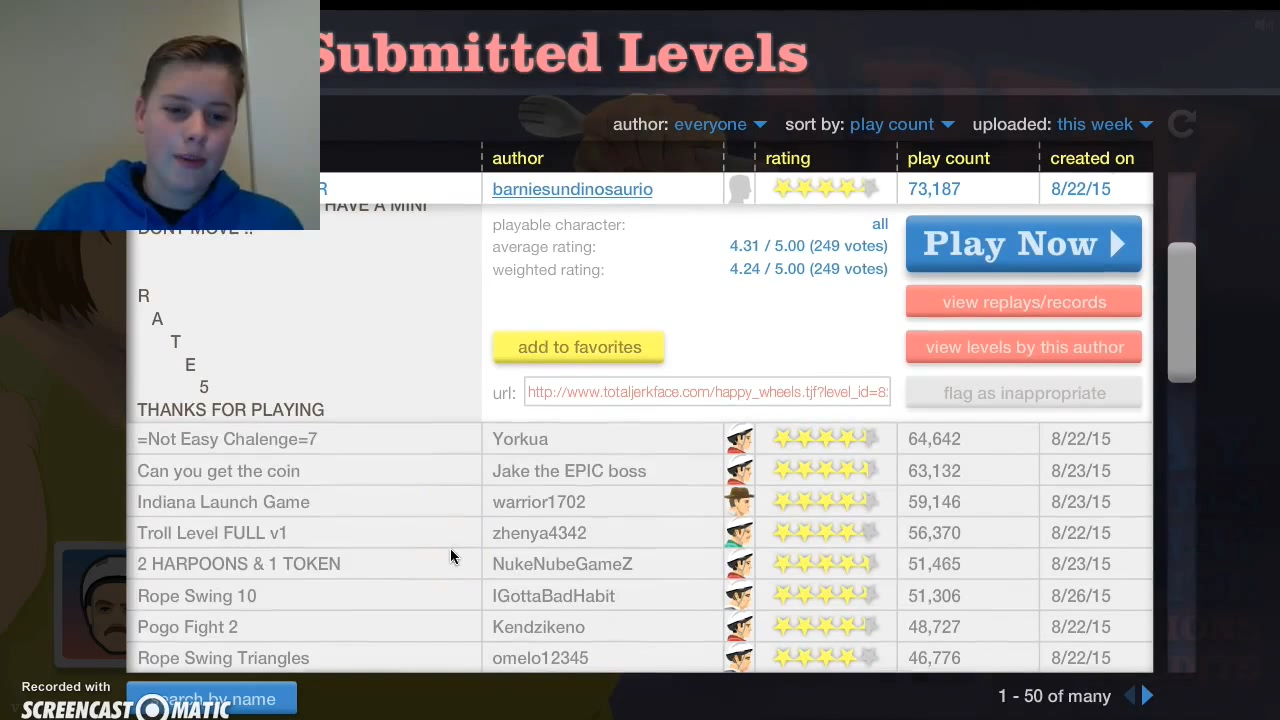 Submitted Levels
author: everyone sort by: play count uploaded: this week
author rating play count created on
R barniesundinosaurio 73,187 8/22/15
HAVE A MINI
DONT MOVE !!
playable character: all
average rating: 4.31 / 5.00 (249 votes)
weighted rating: 4.24 / 5.00 (249 votes)
Play Now
view replays/records
R
A
T
E
5
THANKS FOR PLAYING
add to favorites
view levels by this author
url: http://www.totaljerkface.com/happy_wheels.tjf?level_id=8
flag as inappropriate
=Not Easy Chalenge=7 Yorkua 64,642 8/22/15
Can you get the coin Jake the EPIC boss 63,132 8/23/15
Indiana Launch Game warrior1702 59,146 8/23/15
Troll Level FULL v1 zhenya4342 56,370 8/22/15
2 HARPOONS & 1 TOKEN NukeNubeGameZ 51,465 8/23/15
Rope Swing 10 IGottaBadHabit 51,306 8/26/15
Pogo Fight 2 Kendzikeno 48,727 8/22/15
Rope Swing Triangles omelo12345 46,776 8/22/15
Recorded with
SCREENCAST MATIC
arch by name
1 - 50 of many